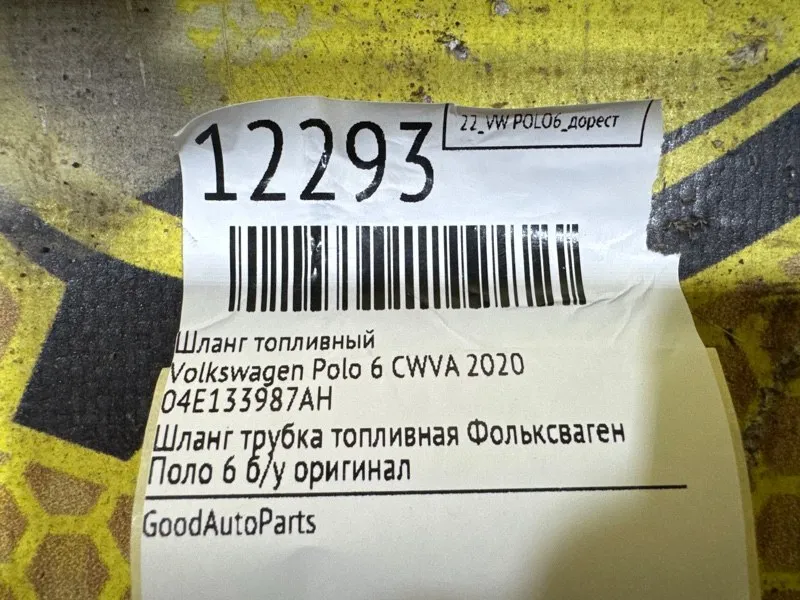 12293
22_VW POLO6_дорест
Шланг топливный
Volkswagen Polo 6 CWVA 2020
04E133987AH
Шланг трубка топливная Фольксваген
Поло 6 б/у оригинал
GoodAutoParts